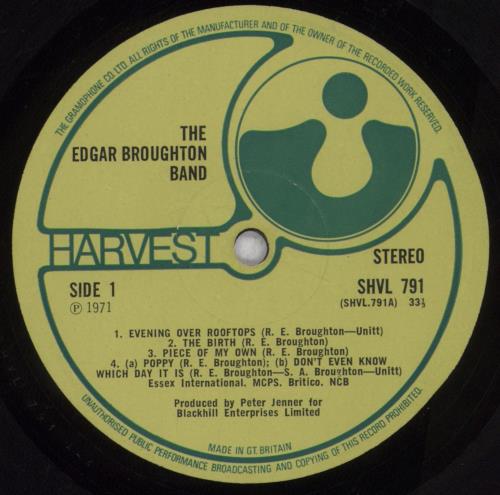 THE GRAMOPHONE CO. LTD. ALL RIGHTS OF THE MANUFACTURER AND OF THE OWNER OF THE RECORDED WORK RESERVED.
THE
EDGAR BROUGHTON
BAND
HARVEST
STEREO
SIDE 1
SHVL 791
℗ 1971
(SHVL.791A) 33⅓
1. EVENING OVER ROOFTOPS (R. E. Broughton—Unitt)
2. THE BIRTH (R. E. Broughton)
3. PIECE OF MY OWN (R. E. Broughton)
4. (a) POPPY (R. E. Broughton); (b) DON'T EVEN KNOW
WHICH DAY IT IS (R. E. Broughton—S. A. Broughton—Unitt)
Essex International. MCPS. Britico. NCB
Produced by Peter Jenner for
Blackhill Enterprises Limited
MADE IN GT. BRITAIN
UNAUTHORISED PUBLIC PERFORMANCE BROADCASTING AND COPYING OF THIS RECORD PROHIBITED.